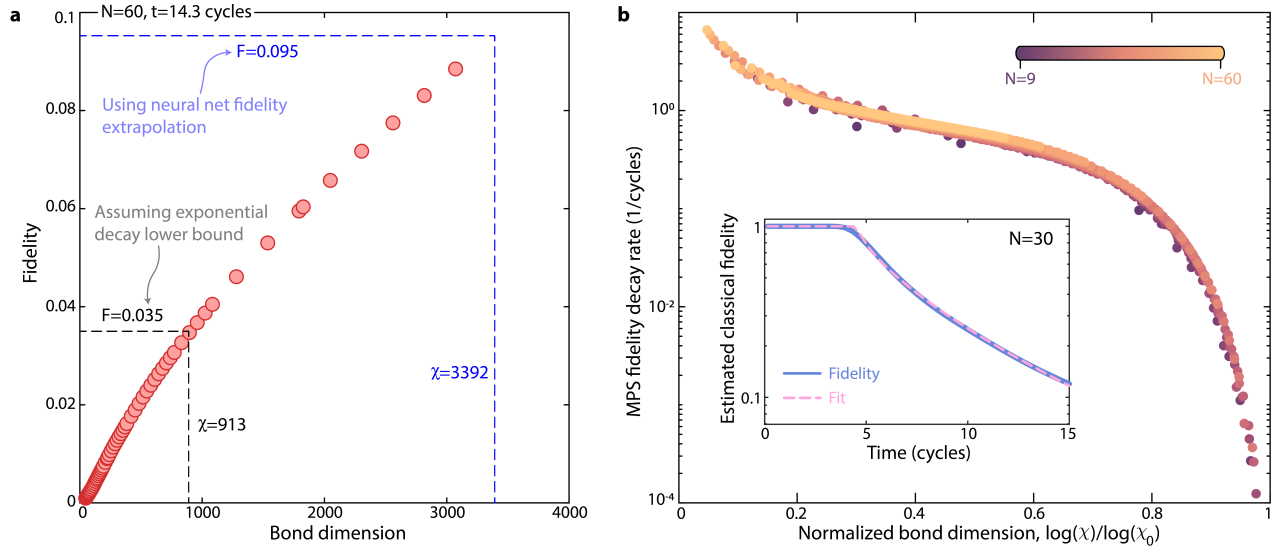 a
N=60, t=14.3 cycles
0.1
0.08
0.06
0.04
0.02
0
Fidelity
F=0.095
Using neural net fidelity
extrapolation
Assuming exponential
decay lower bound
F=0.035
χ=913
χ=3392
0
1000
2000
3000
4000
Bond dimension
b
N=9
N=60
10⁰
10⁻²
10⁻⁴
MPS fidelity decay rate (1/cycles)
N=30
1
0.1
Estimated classical fidelity
Fidelity
Fit
0
5
10
15
Time (cycles)
0
0.2
0.4
0.6
0.8
1
Normalized bond dimension, log(χ)/log(χ₀)